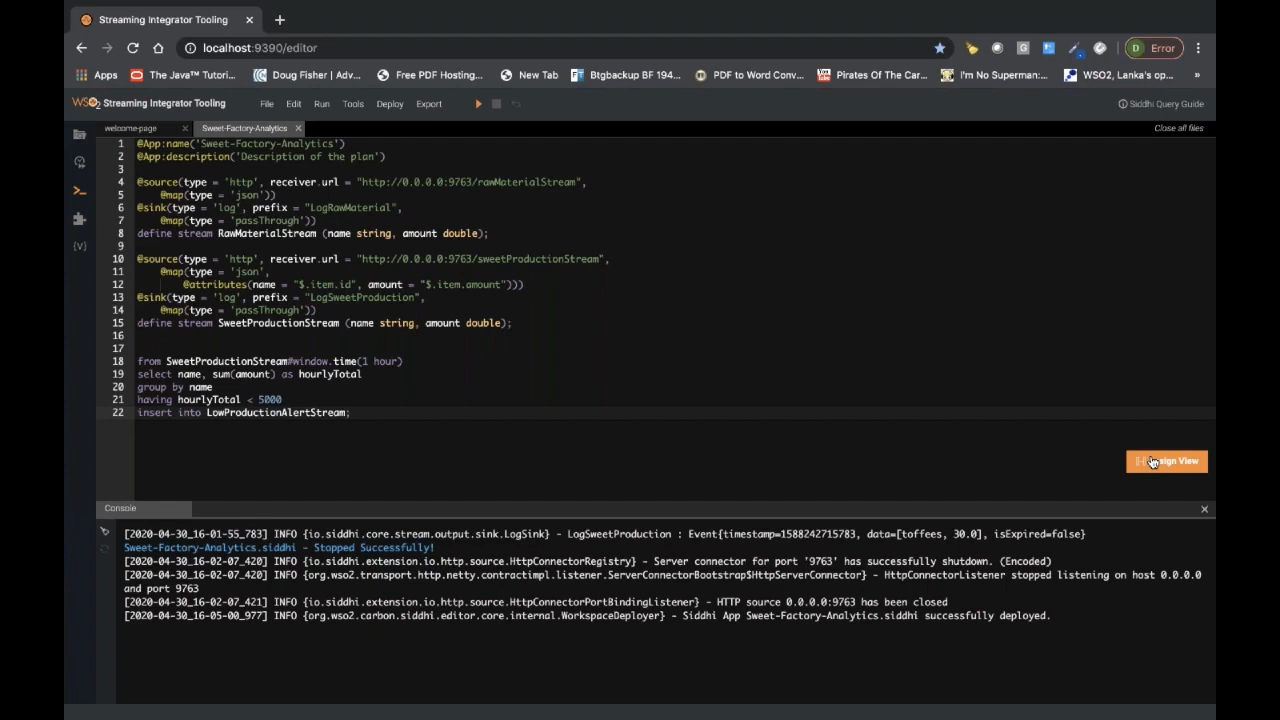 Streaming Integrator Tooling
localhost:9390/editor
D Error
Apps The Java™ Tutori... Doug Fisher | Adv... Free PDF Hosting... New Tab Btgbackup BF 194... PDF to Word Conv... Pirates Of The Car... I'm No Superman:... WSO2, Lanka's op... »
WSO2 Streaming Integrator Tooling File Edit Run Tools Deploy Export Siddhi Query Guide
welcome-page Sweet-Factory-Analytics Close all files
1 @App:name('Sweet-Factory-Analytics')
2 @App:description('Description of the plan')
3
4 @source(type = 'http', receiver.url = "http://0.0.0.0:9763/rawMaterialStream",
5 @map(type = 'json'))
6 @sink(type = 'log', prefix = "LogRawMaterial",
7 @map(type = 'passThrough'))
8 define stream RawMaterialStream (name string, amount double);
9
10 @source(type = 'http', receiver.url = "http://0.0.0.0:9763/sweetProductionStream",
11 @map(type = 'json',
12 @attributes(name = "$.item.id", amount = "$.item.amount")))
13 @sink(type = 'log', prefix = "LogSweetProduction",
14 @map(type = 'passThrough'))
15 define stream SweetProductionStream (name string, amount double);
16
17
18 from SweetProductionStream#window.time(1 hour)
19 select name, sum(amount) as hourlyTotal
20 group by name
21 having hourlyTotal < 5000
22 insert into LowProductionAlertStream;
View
Console
[2020-04-30_16-01-55_783] INFO {io.siddhi.core.stream.output.sink.LogSink} - LogSweetProduction : Event{timestamp=1588242715783, data=[toffees, 30.0], isExpired=false}
Sweet-Factory-Analytics.siddhi - Stopped Successfully!
[2020-04-30_16-02-07_420] INFO {io.siddhi.extension.io.http.source.HttpConnectorRegistry} - Server connector for port '9763' has successfully shutdown. (Encoded)
[2020-04-30_16-02-07_420] INFO {org.wso2.transport.http.netty.contractimpl.listener.ServerConnectorBootstrap$HttpServerConnector} - HttpConnectorListener stopped listening on host 0.0.0.0
and port 9763
[2020-04-30_16-02-07_421] INFO {io.siddhi.extension.io.http.source.HttpConnectorPortBindingListener} - HTTP source 0.0.0.0:9763 has been closed
[2020-04-30_16-05-00_977] INFO {org.wso2.carbon.siddhi.editor.core.internal.WorkspaceDeployer} - Siddhi App Sweet-Factory-Analytics.siddhi successfully deployed.